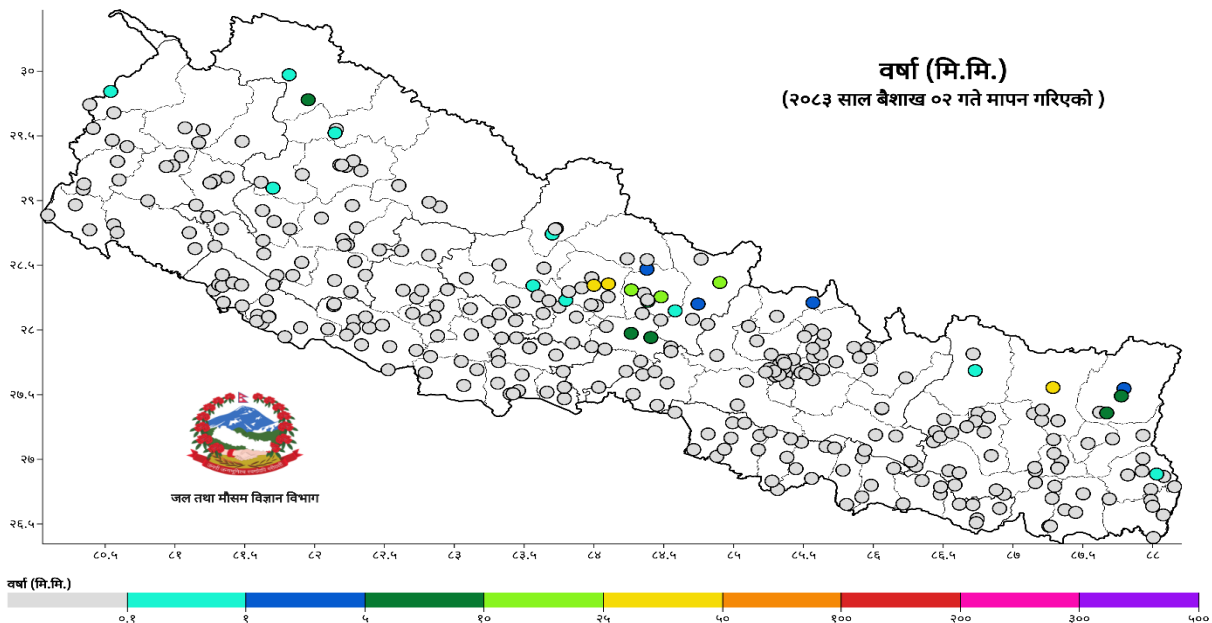 वर्षा (मि.मि.)
(२०८३ साल बैशाख ०२ गते मापन गरिएको )
३०
२९.५
२९
२८.५
२८
२७.५
२७
२६.५
जल तथा मौसम विज्ञान विभाग
८०.५ ८१ ८१.५ ८२ ८२.५ ८३ ८३.५ ८४ ८४.५ ८५ ८५.५ ८६ ८६.५ ८७ ८७.५ ८८
वर्षा (मि.मि.)
०.१ १ ५ १० २५ ५० १०० २०० ३०० ५००